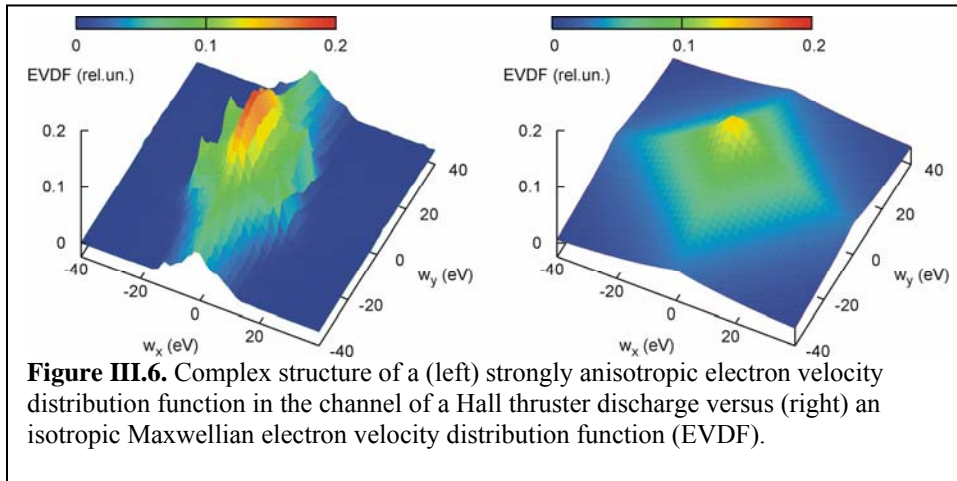 0 0.1 0.2 0 0.1 0.2
EVDF (rel.un.) EVDF (rel.un.)
0.2 0.2
0.1 0.1
0 0
40 40
20 20
0 0
-20 -20
-40 -40
w_y (eV) w_y (eV)
-40 -20 0 20 -40 -20 0 20
w_x (eV) w_x (eV)
Figure III.6. Complex structure of a (left) strongly anisotropic electron velocity
distribution function in the channel of a Hall thruster discharge versus (right) an
isotropic Maxwellian electron velocity distribution function (EVDF).